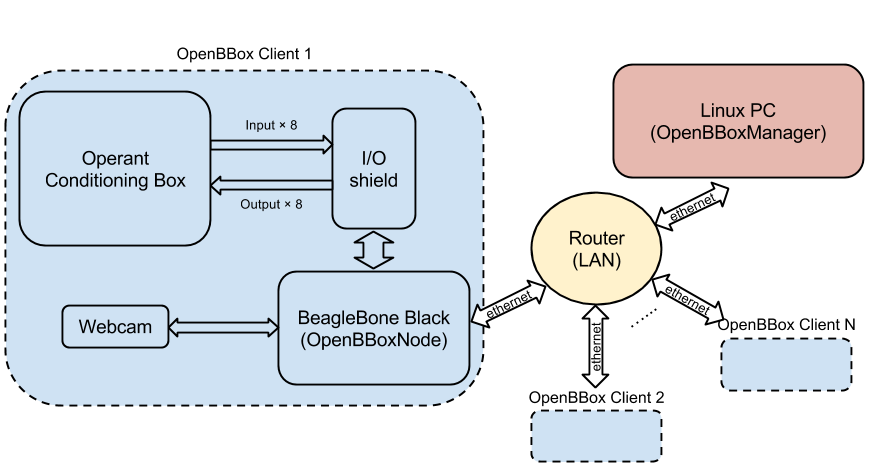 OpenBBox Client 1
Operant
Conditioning Box
Input × 8
Output × 8
I/O
shield
Webcam
BeagleBone Black
(OpenBBoxNode)
ethernet
Router
(LAN)
ethernet
Linux PC
(OpenBBoxManager)
ethernet
ethernet
OpenBBox Client N
OpenBBox Client 2